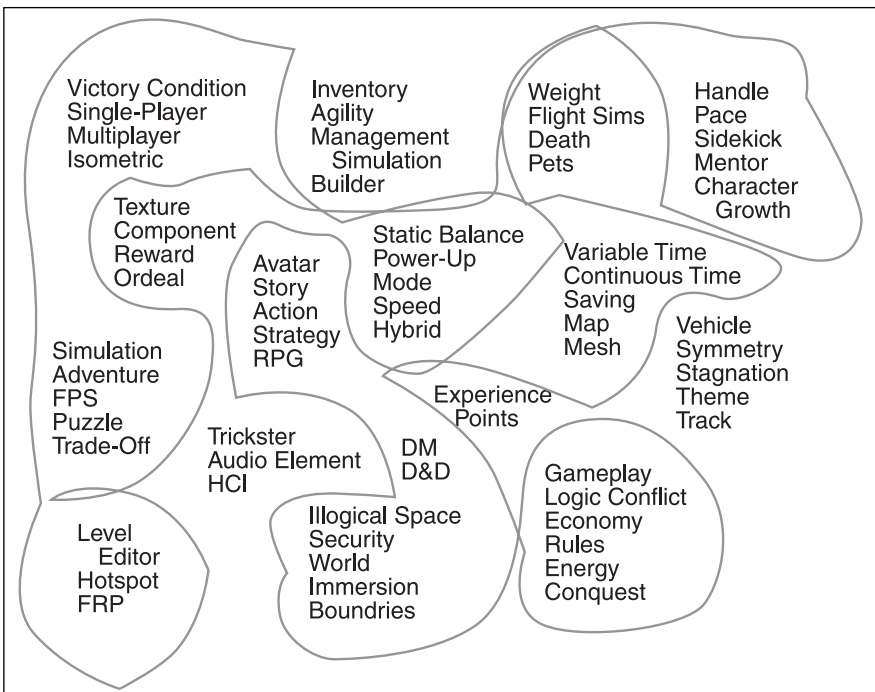 Victory Condition
Single-Player
Multiplayer
Isometric
Inventory
Agility
Management
Simulation
Builder
Weight
Flight Sims
Death
Pets
Handle
Pace
Sidekick
Mentor
Character
Growth
Texture
Component
Reward
Ordeal
Avatar
Story
Action
Strategy
RPG
Static Balance
Power-Up
Mode
Speed
Hybrid
Variable Time
Continuous Time
Saving
Map
Mesh
Vehicle
Symmetry
Stagnation
Theme
Track
Simulation
Adventure
FPS
Puzzle
Trade-Off
Trickster
Audio Element
HCI
DM
D&D
Experience
Points
Level
Editor
Hotspot
FRP
Illogical Space
Security
World
Immersion
Boundries
Gameplay
Logic Conflict
Economy
Rules
Energy
Conquest